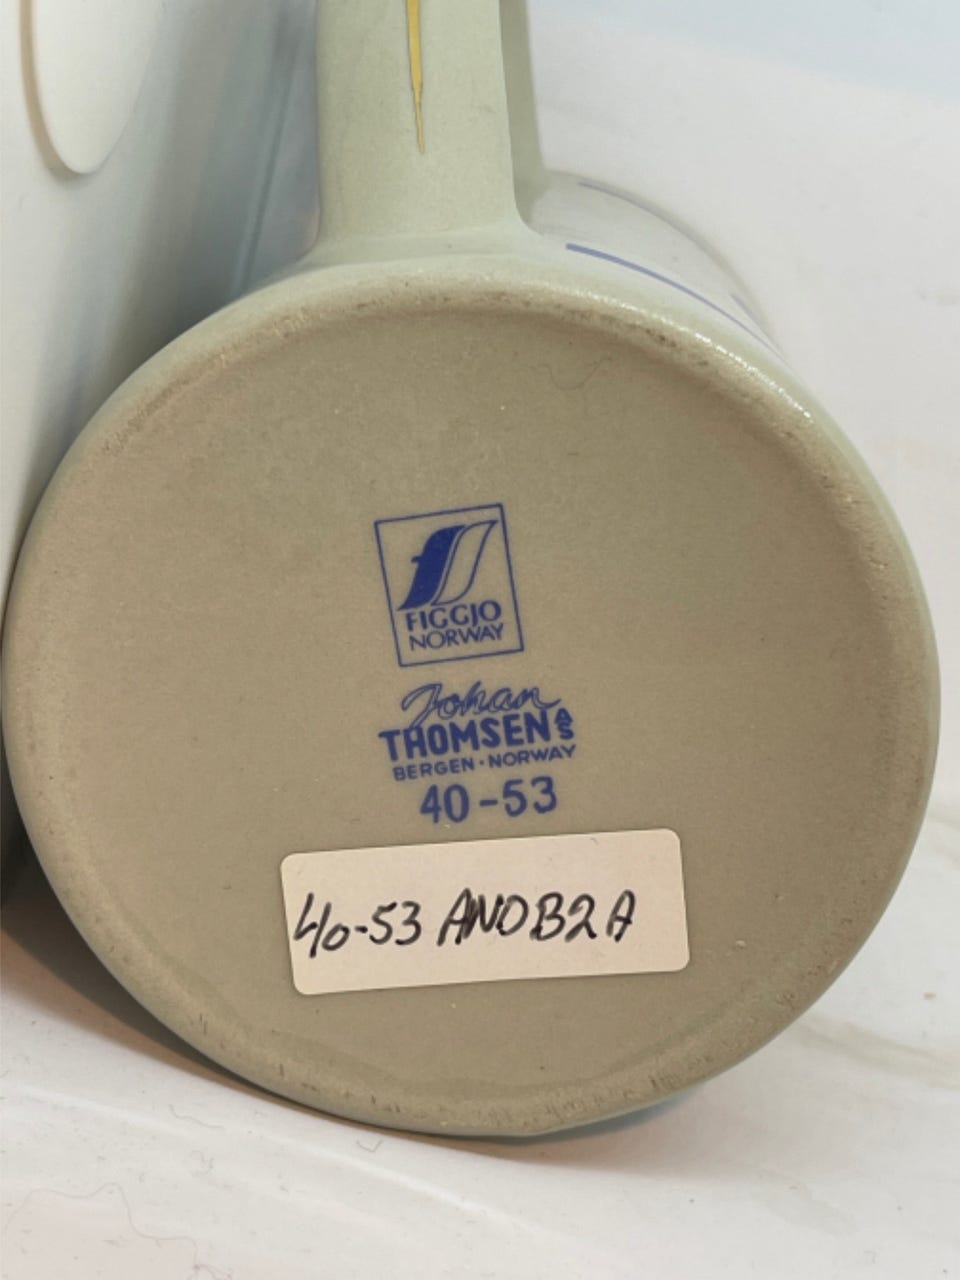 FIGGJO
NORWAY
Johan
THOMSEN A/S
BERGEN · NORWAY
40-53
40-53 ANOB2A